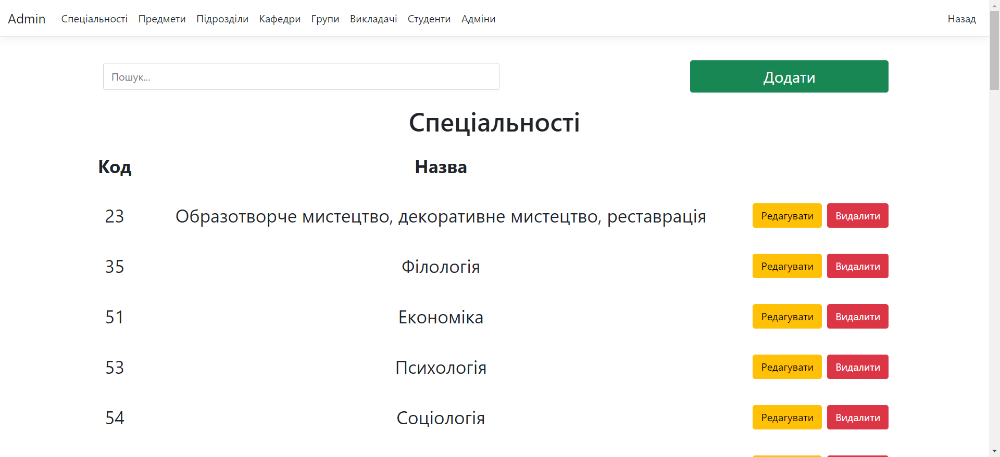 Admin Спеціальності Предмети Підрозділи Кафедри Групи Викладачі Студенти Адміни Назад
Пошук... Додати
Спеціальності
Код Назва
23 Образотворче мистецтво, декоративне мистецтво, реставрація Редагувати Видалити
35 Філологія Редагувати Видалити
51 Економіка Редагувати Видалити
53 Психологія Редагувати Видалити
54 Соціологія Редагувати Видалити